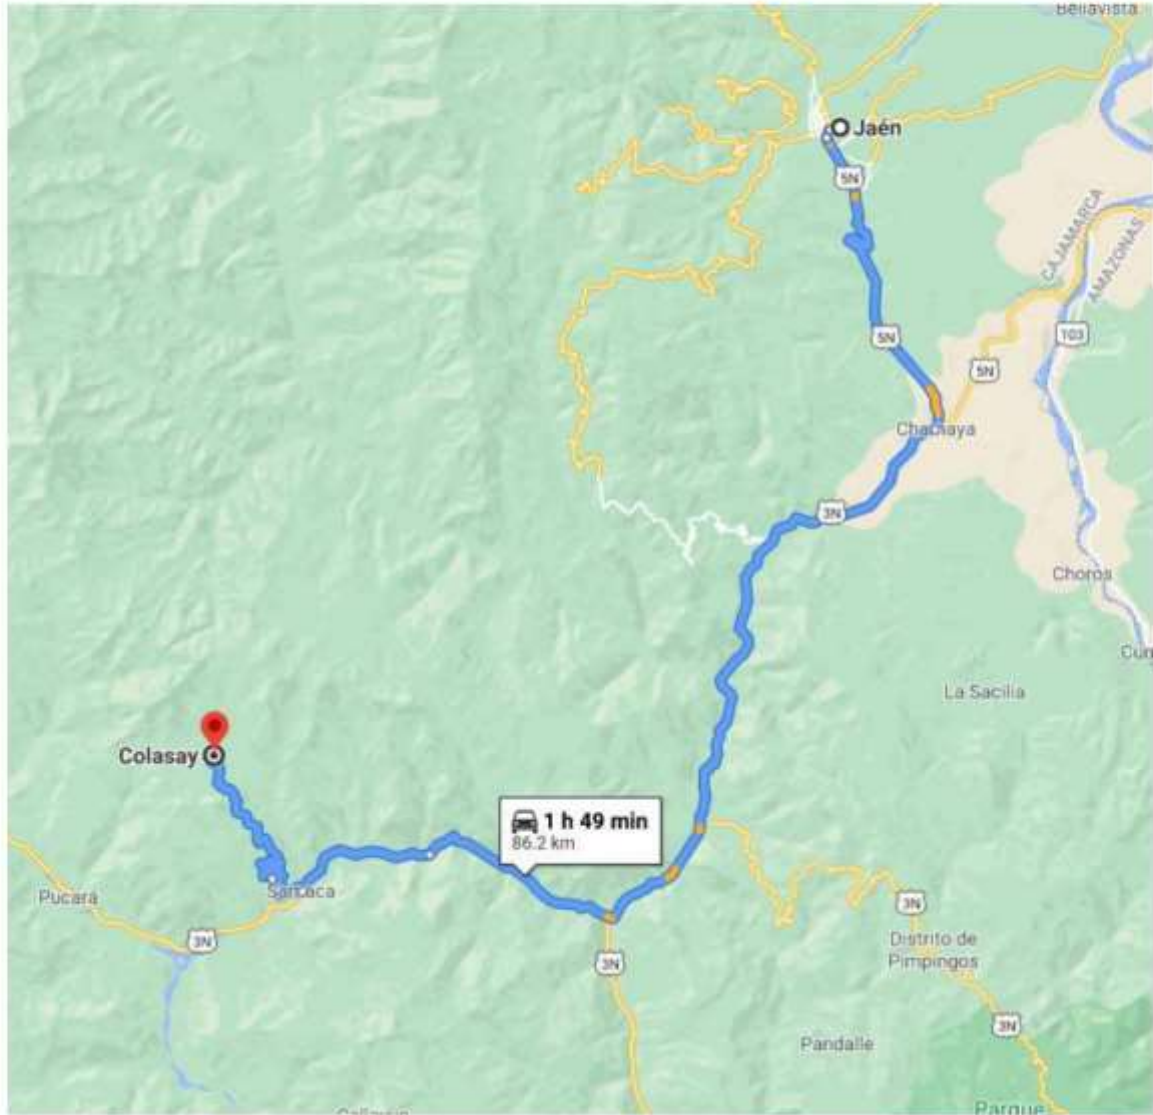 Bellavista
Jaén
5N
CAJAMARCA
AMAZONAS
5N
103
5N
Chamaya
3N
Choros
La Sacilia
Colasay
1 h 49 min
86.2 km
Pucará
3N
3N
3N
Distrito de
Pimpingos
3N
Pandalle
Parque